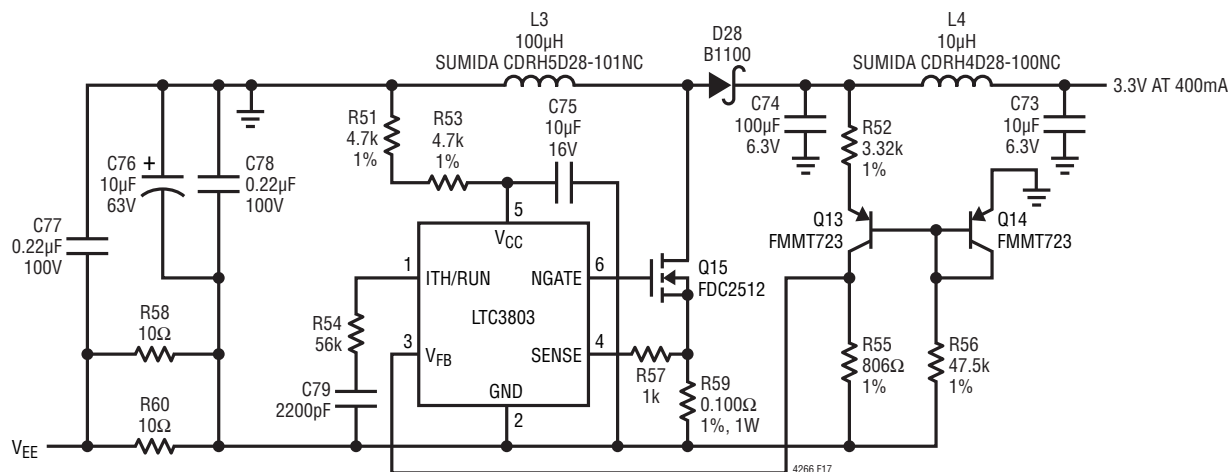 L3
100µH
SUMIDA CDRH5D28-101NC
D28
B1100
L4
10µH
SUMIDA CDRH4D28-100NC
3.3V AT 400mA
C74
100µF
6.3V
C73
10µF
6.3V
R51
4.7k
1%
R53
4.7k
1%
C75
10µF
16V
R52
3.32k
1%
C76
10µF
63V
+
C78
0.22µF
100V
C77
0.22µF
100V
5
VCC
1
ITH/RUN
NGATE
6
LTC3803
3
VFB
SENSE
4
GND
2
Q15
FDC2512
Q13
FMMT723
Q14
FMMT723
R58
10Ω
R54
56k
C79
2200pF
R57
1k
R59
0.100Ω
1%, 1W
R55
806Ω
1%
R56
47.5k
1%
R60
10Ω
VEE
4266 F17